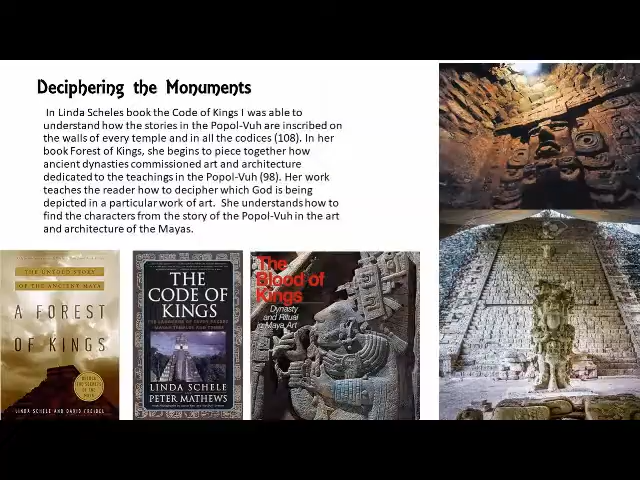 Deciphering the Monuments
In Linda Scheles book the Code of Kings I was able to
understand how the stories in the Popol-Vuh are inscribed on
the walls of every temple and in all the codices (108). In her
book Forest of Kings, she begins to piece together how
ancient dynasties commissioned art and architecture
dedicated to the teachings in the Popol-Vuh (98). Her work
teaches the reader how to decipher which God is being
depicted in a particular work of art. She understands how to
find the characters from the story of the Popol-Vuh in the art
and architecture of the Mayas.
THE UNTOLD STORY
OF THE ANCIENT MAYA
A FOREST
OF KINGS
LINDA SCHELE AND DAVID FREIDEL
THE
CODE OF
KINGS
LINDA SCHELE
PETER MATHEWS
The
Blood of
Kings
Dynasty
and Ritual
in Maya Art